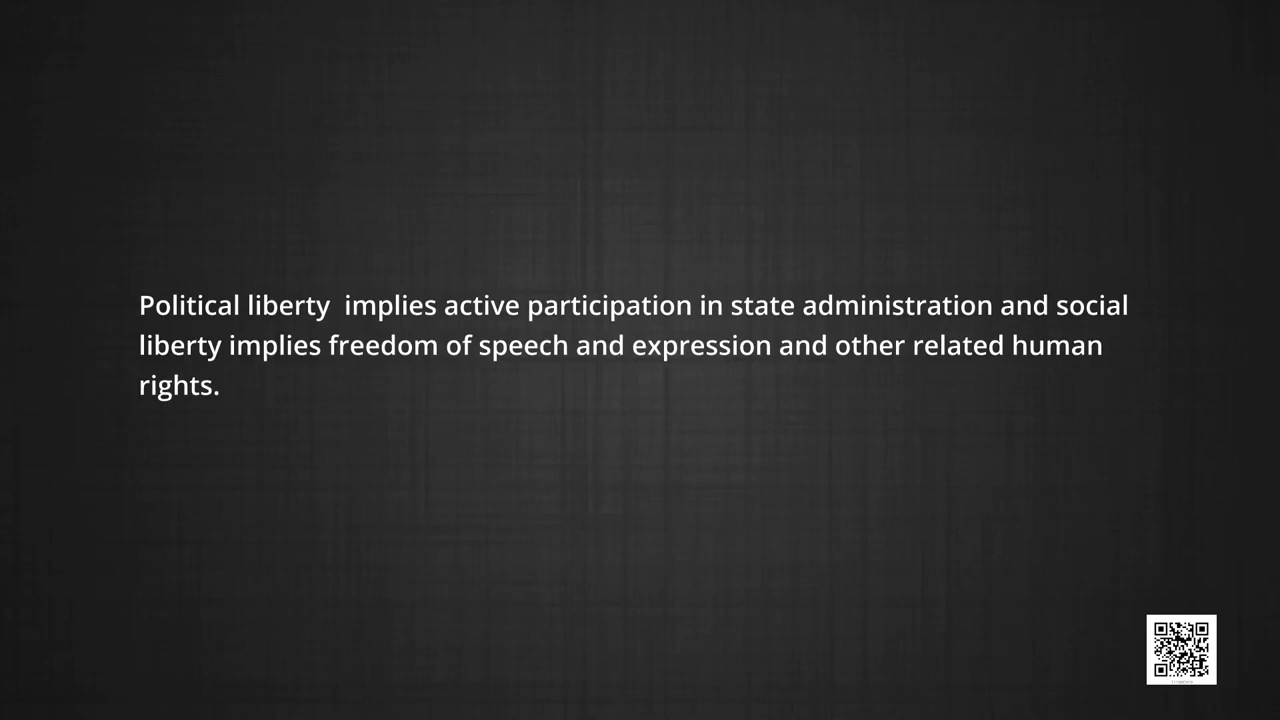 Political liberty  implies active participation in state administration and social
liberty implies freedom of speech and expression and other related human
rights.